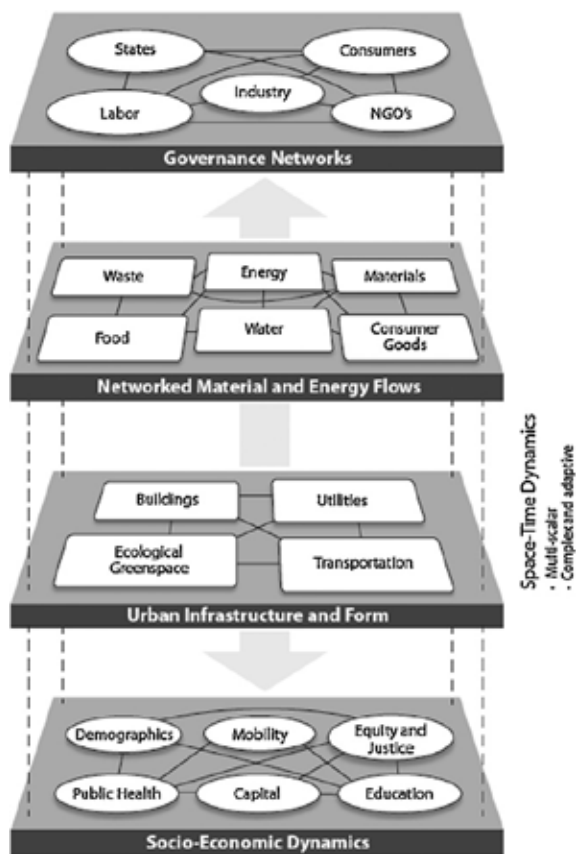 States
Consumers
Industry
Labor
NGO's
Governance Networks
Waste
Energy
Materials
Food
Water
Consumer
Goods
Networked Material and Energy Flows
Buildings
Utilities
Ecological
Greenspace
Transportation
Urban Infrastructure and Form
Demographics
Mobility
Equity and
Justice
Public Health
Capital
Education
Socio-Economic Dynamics
Space-Time Dynamics
· Multi-scalar
· Complex and adaptive